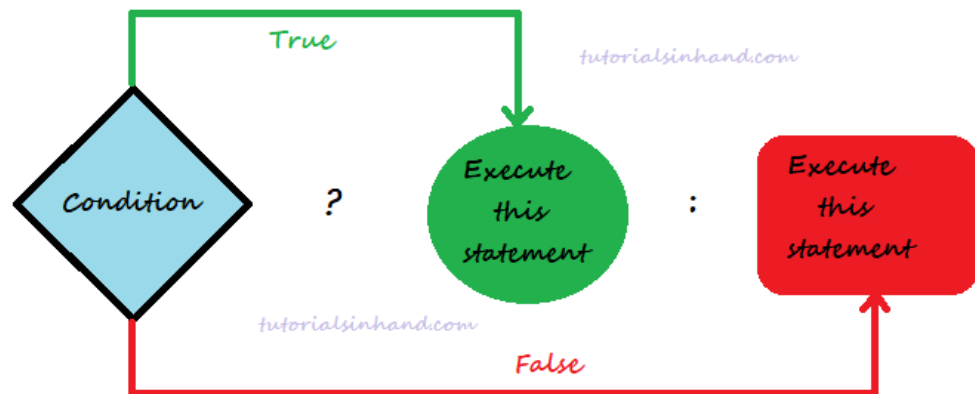 True
tutorialsinhand.com
Condition
?
Execute
this
statement
:
Execute
this
statement
tutorialsinhand.com
False